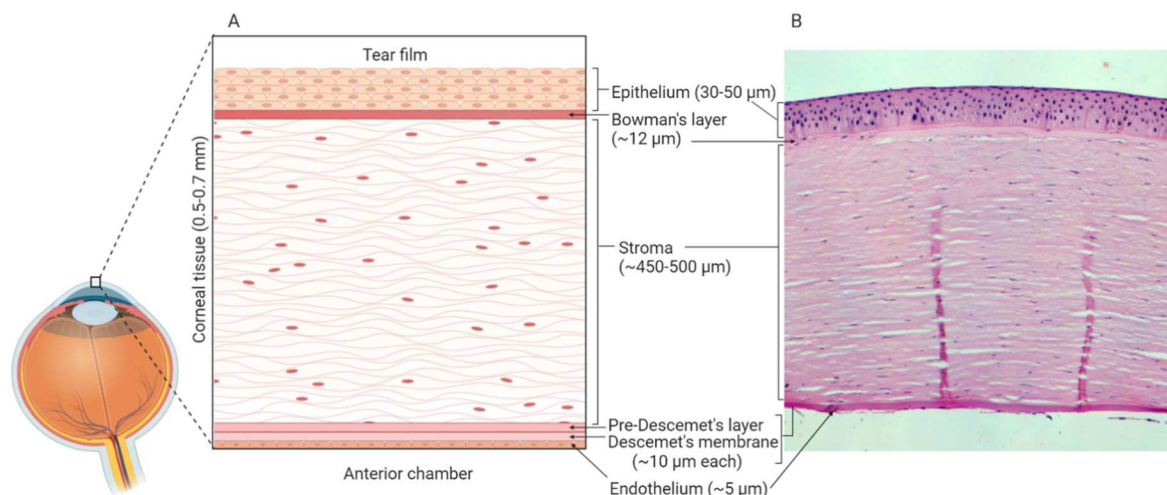 A
B
Tear film
Epithelium (30-50 µm)
Bowman's layer
(~12 µm)
Corneal tissue (0.5-0.7 mm)
Stroma
(~450-500 µm)
Pre-Descemet's layer
Descemet's membrane
(~10 µm each)
Anterior chamber
Endothelium (~5 µm)